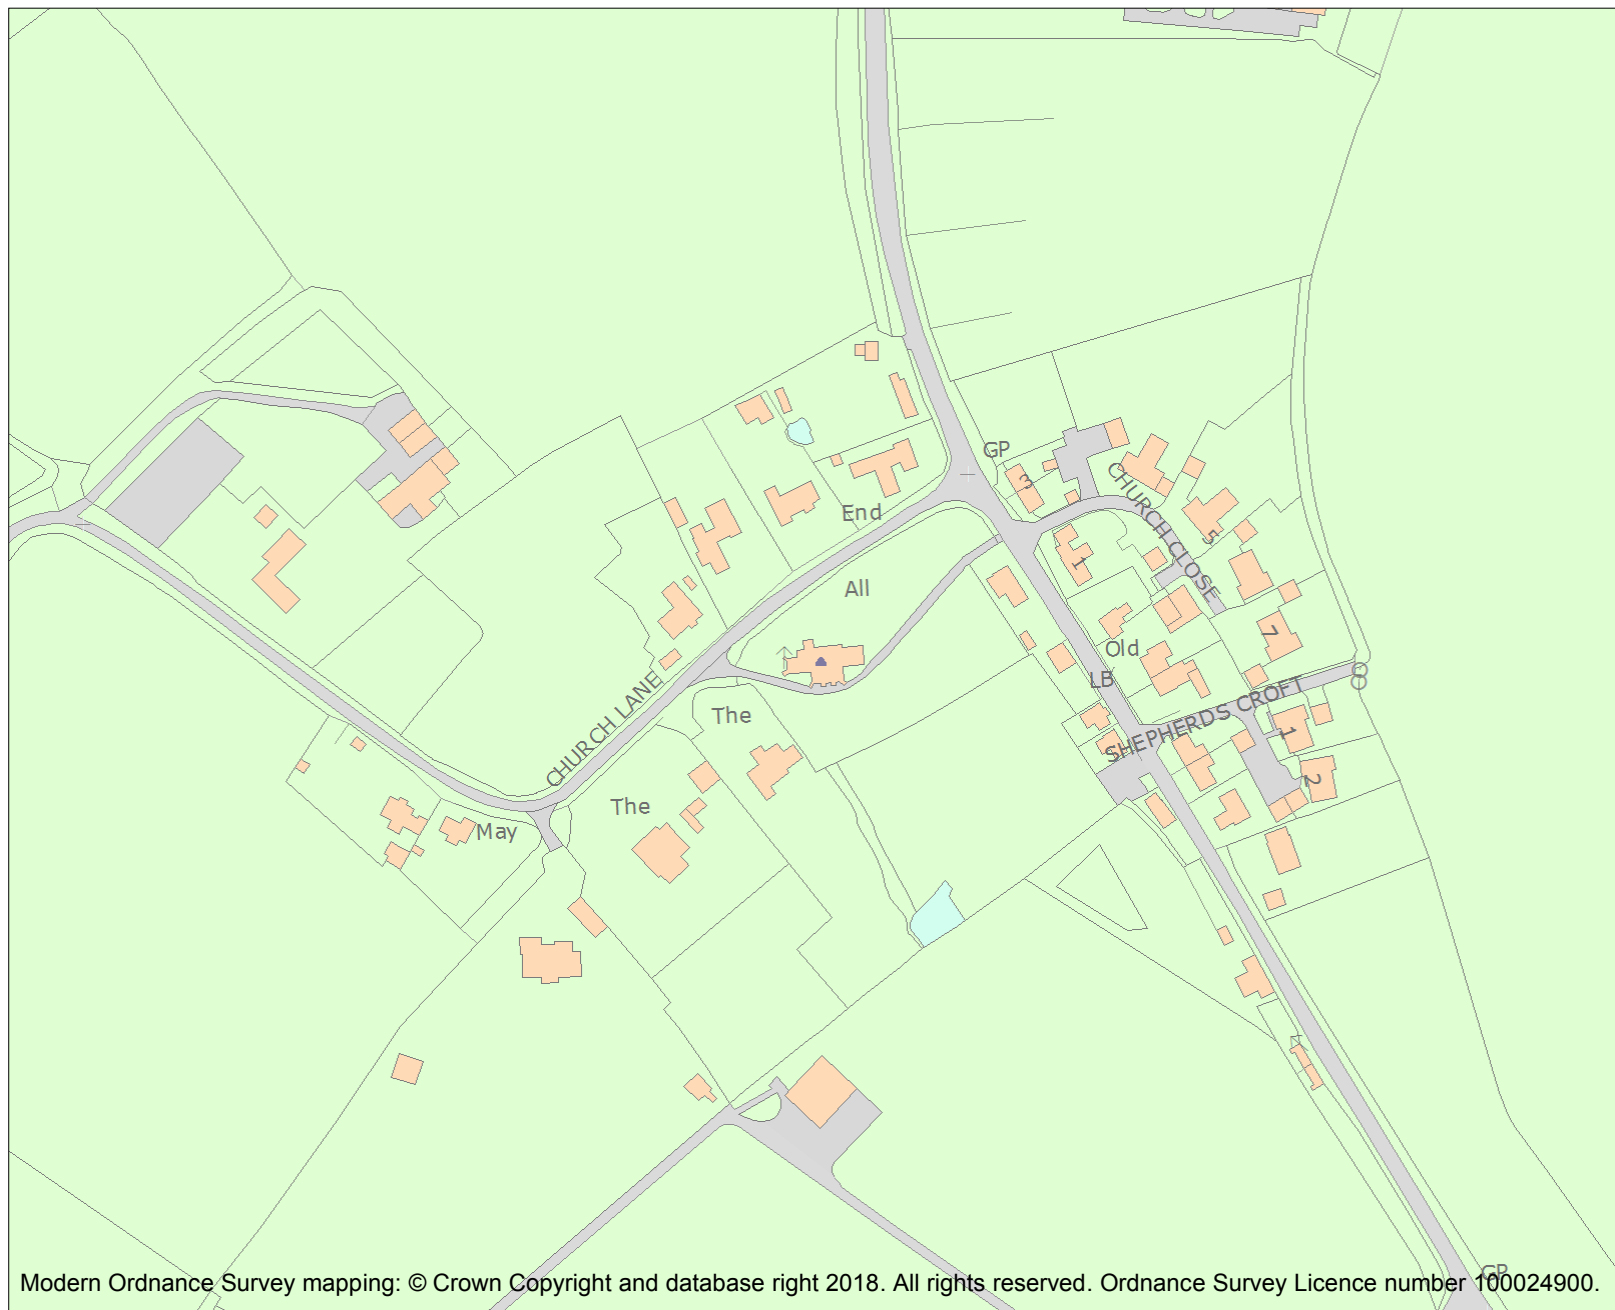 GP
3
CHURCH CLOSE
End
5
1
All
7
Old
LB
CHURCH LANE
SHEPHERDS CROFT
The
1
2
The
May
GP
Modern Ordnance Survey mapping: © Crown Copyright and database right 2018. All rights reserved. Ordnance Survey Licence number 100024900.